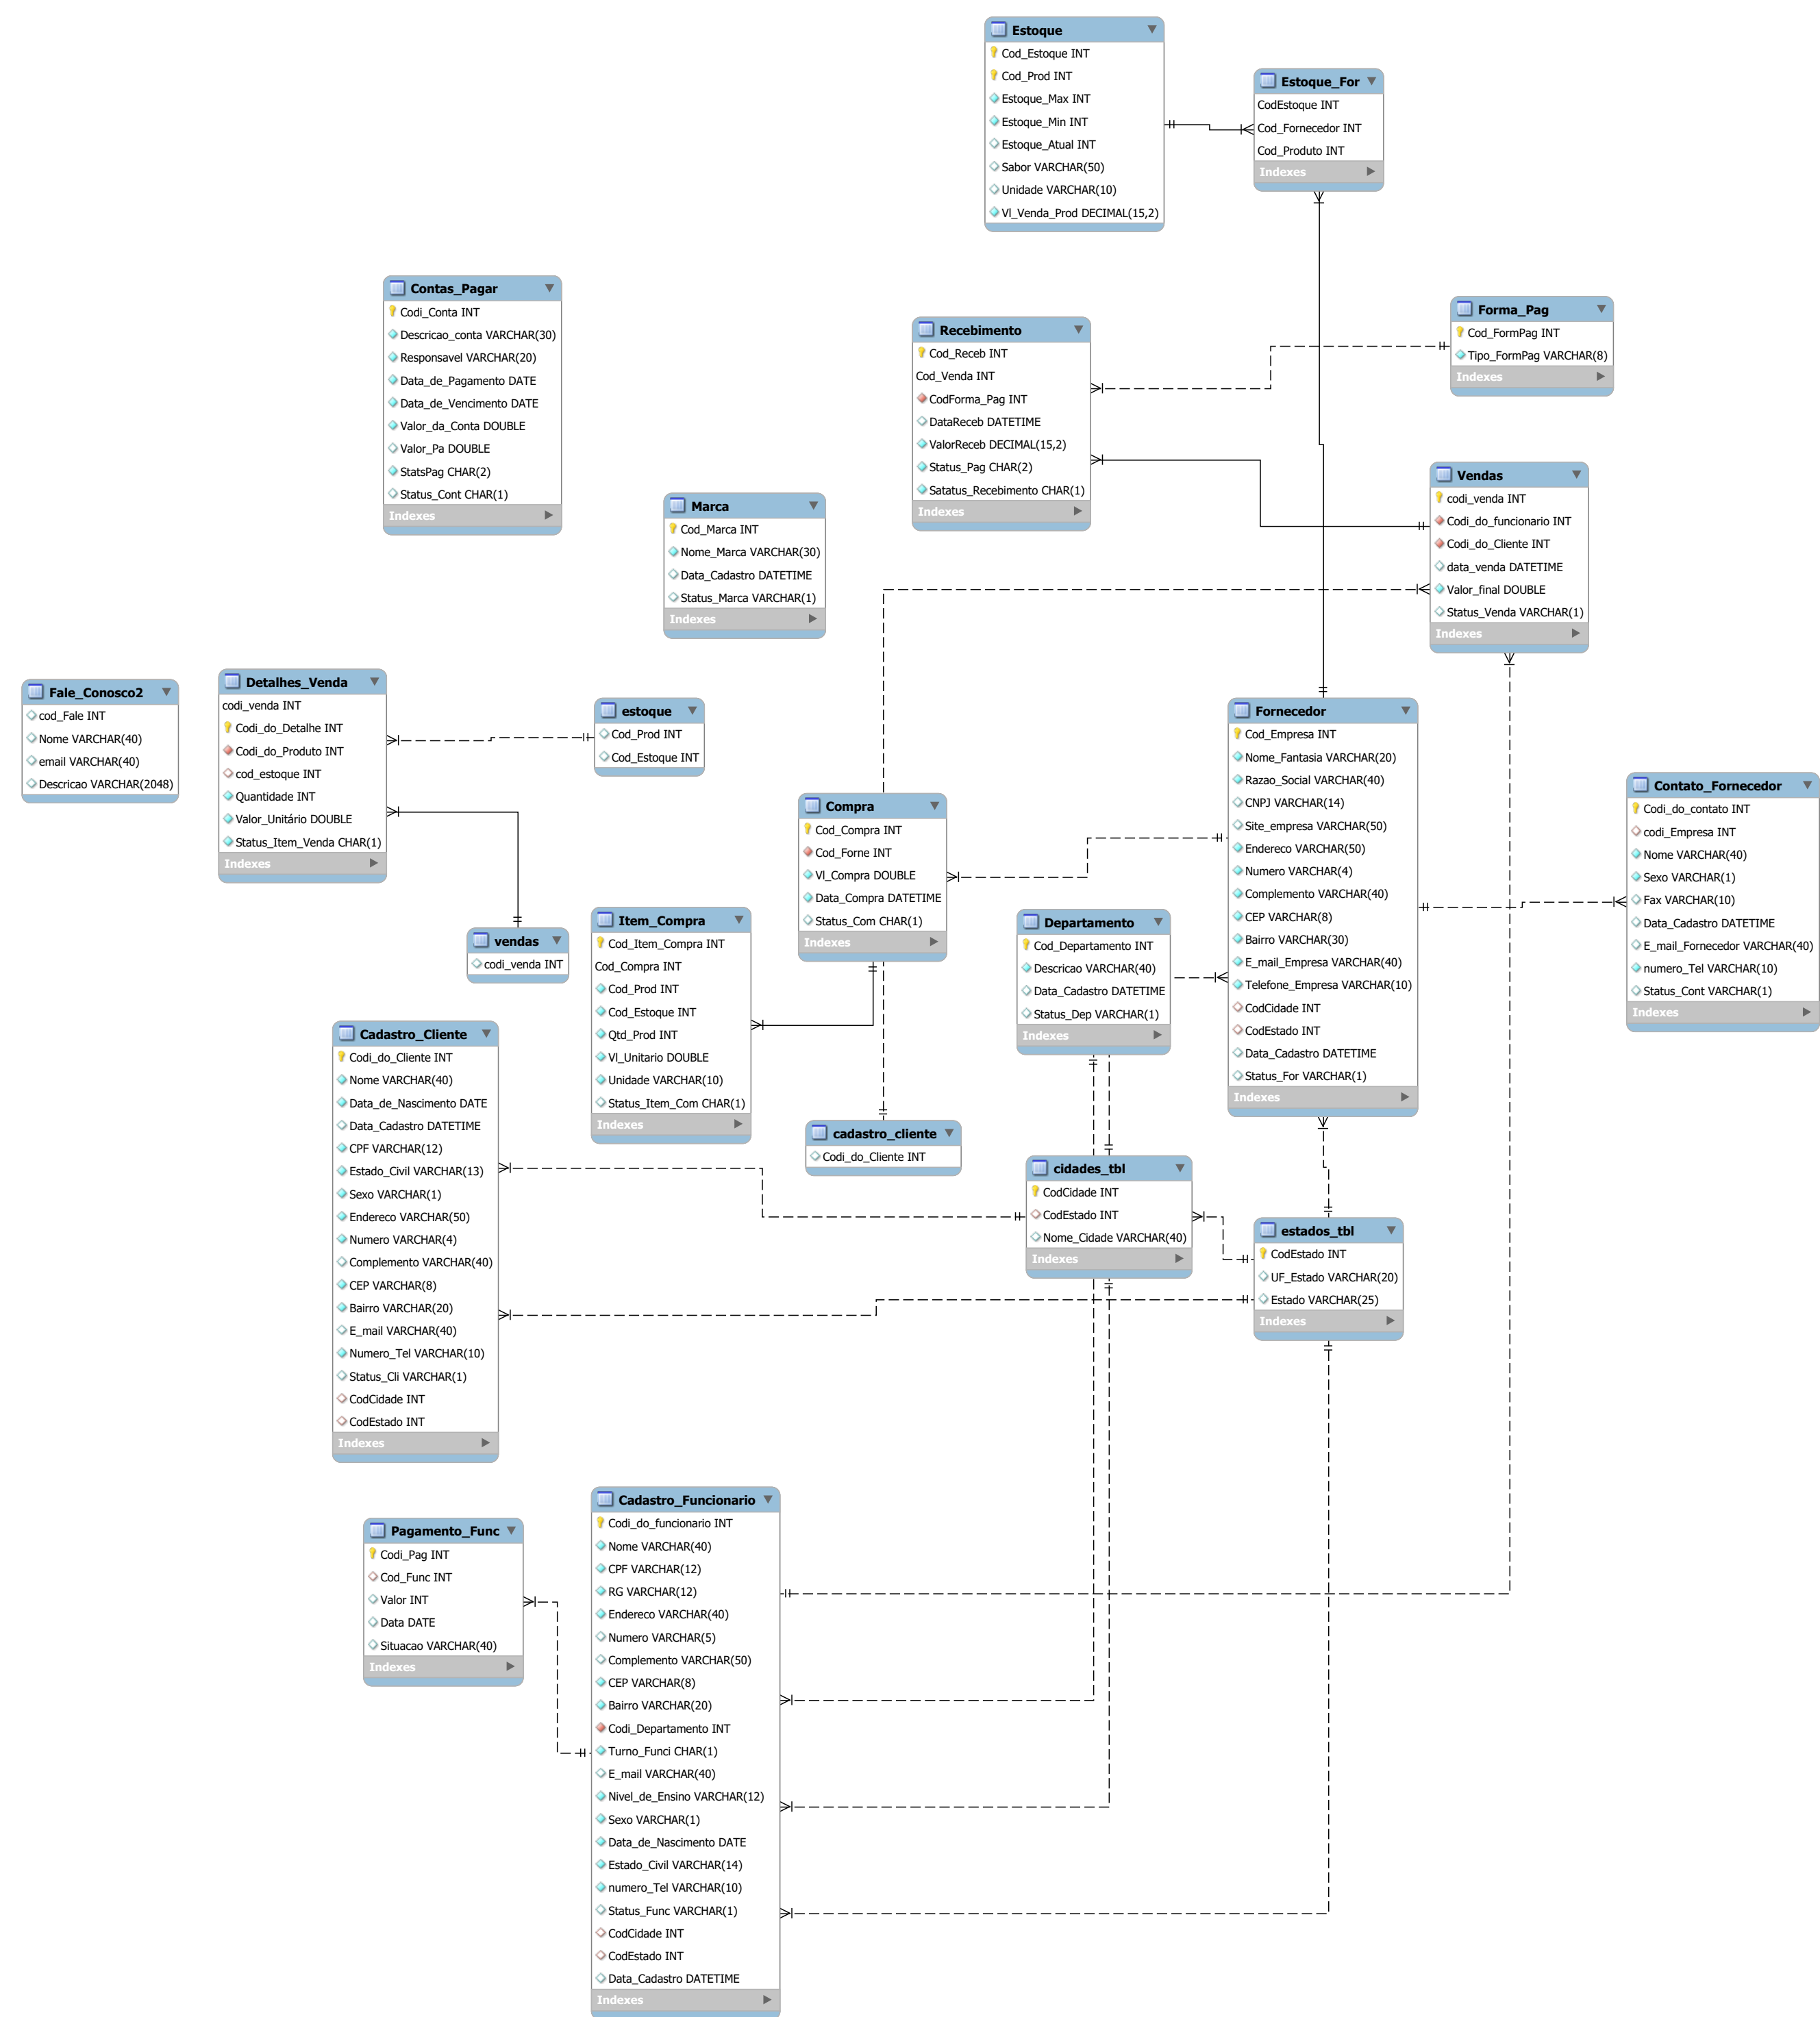 Estoque
Cod_Estoque INT
Cod_Prod INT
Estoque_Max INT
Estoque_Min INT
Estoque_Atual INT
Sabor VARCHAR(50)
Unidade VARCHAR(10)
Vl_Venda_Prod DECIMAL(15,2)
Estoque_For
CodEstoque INT
Cod_Fornecedor INT
Cod_Produto INT
Indexes
Contas_Pagar
Codi_Conta INT
Descricao_conta VARCHAR(30)
Responsavel VARCHAR(20)
Data_de_Pagamento DATE
Data_de_Vencimento DATE
Valor_da_Conta DOUBLE
Valor_Pa DOUBLE
StatsPag CHAR(2)
Status_Cont CHAR(1)
Indexes
Recebimento
Cod_Receb INT
Cod_Venda INT
CodForma_Pag INT
DataReceb DATETIME
ValorReceb DECIMAL(15,2)
Status_Pag CHAR(2)
Satatus_Recebimento CHAR(1)
Indexes
Forma_Pag
Cod_FormPag INT
Tipo_FormPag VARCHAR(8)
Indexes
Marca
Cod_Marca INT
Nome_Marca VARCHAR(30)
Data_Cadastro DATETIME
Status_Marca VARCHAR(1)
Indexes
Vendas
codi_venda INT
Codi_do_funcionario INT
Codi_do_Cliente INT
data_venda DATETIME
Valor_final DOUBLE
Status_Venda VARCHAR(1)
Indexes
Fale_Conosco2
cod_Fale INT
Nome VARCHAR(40)
email VARCHAR(40)
Descricao VARCHAR(2048)
Detalhes_Venda
codi_venda INT
Codi_do_Detalhe INT
Codi_do_Produto INT
cod_estoque INT
Quantidade INT
Valor_Unitário DOUBLE
Status_Item_Venda CHAR(1)
Indexes
estoque
Cod_Prod INT
Cod_Estoque INT
Fornecedor
Cod_Empresa INT
Nome_Fantasia VARCHAR(20)
Razao_Social VARCHAR(40)
CNPJ VARCHAR(14)
Site_empresa VARCHAR(50)
Endereco VARCHAR(50)
Numero VARCHAR(4)
Complemento VARCHAR(40)
CEP VARCHAR(8)
Bairro VARCHAR(30)
E_mail_Empresa VARCHAR(40)
Telefone_Empresa VARCHAR(10)
CodCidade INT
CodEstado INT
Data_Cadastro DATETIME
Status_For VARCHAR(1)
Indexes
Contato_Fornecedor
Codi_do_contato INT
codi_Empresa INT
Nome VARCHAR(40)
Sexo VARCHAR(1)
Fax VARCHAR(10)
Data_Cadastro DATETIME
E_mail_Fornecedor VARCHAR(40)
numero_Tel VARCHAR(10)
Status_Cont VARCHAR(1)
Indexes
Compra
Cod_Compra INT
Cod_Forne INT
Vl_Compra DOUBLE
Data_Compra DATETIME
Status_Com CHAR(1)
Indexes
Item_Compra
Cod_Item_Compra INT
Cod_Compra INT
Cod_Prod INT
Cod_Estoque INT
Qtd_Prod INT
Vl_Unitario DOUBLE
Unidade VARCHAR(10)
Status_Item_Com CHAR(1)
Indexes
Departamento
Cod_Departamento INT
Descricao VARCHAR(40)
Data_Cadastro DATETIME
Status_Dep VARCHAR(1)
Indexes
vendas
codi_venda INT
Cadastro_Cliente
Codi_do_Cliente INT
Nome VARCHAR(40)
Data_de_Nascimento DATE
Data_Cadastro DATETIME
CPF VARCHAR(12)
Estado_Civil VARCHAR(13)
Sexo VARCHAR(1)
Endereco VARCHAR(50)
Numero VARCHAR(4)
Complemento VARCHAR(40)
CEP VARCHAR(8)
Bairro VARCHAR(20)
E_mail VARCHAR(40)
Numero_Tel VARCHAR(10)
Status_Cli VARCHAR(1)
CodCidade INT
CodEstado INT
Indexes
cadastro_cliente
Codi_do_Cliente INT
cidades_tbl
CodCidade INT
CodEstado INT
Nome_Cidade VARCHAR(40)
Indexes
estados_tbl
CodEstado INT
UF_Estado VARCHAR(20)
Estado VARCHAR(25)
Indexes
Pagamento_Func
Codi_Pag INT
Cod_Func INT
Valor INT
Data DATE
Situacao VARCHAR(40)
Indexes
Cadastro_Funcionario
Codi_do_funcionario INT
Nome VARCHAR(40)
CPF VARCHAR(12)
RG VARCHAR(12)
Endereco VARCHAR(40)
Numero VARCHAR(5)
Complemento VARCHAR(50)
CEP VARCHAR(8)
Bairro VARCHAR(20)
Codi_Departamento INT
Turno_Funci CHAR(1)
E_mail VARCHAR(40)
Nivel_de_Ensino VARCHAR(12)
Sexo VARCHAR(1)
Data_de_Nascimento DATE
Estado_Civil VARCHAR(14)
numero_Tel VARCHAR(10)
Status_Func VARCHAR(1)
CodCidade INT
CodEstado INT
Data_Cadastro DATETIME
Indexes